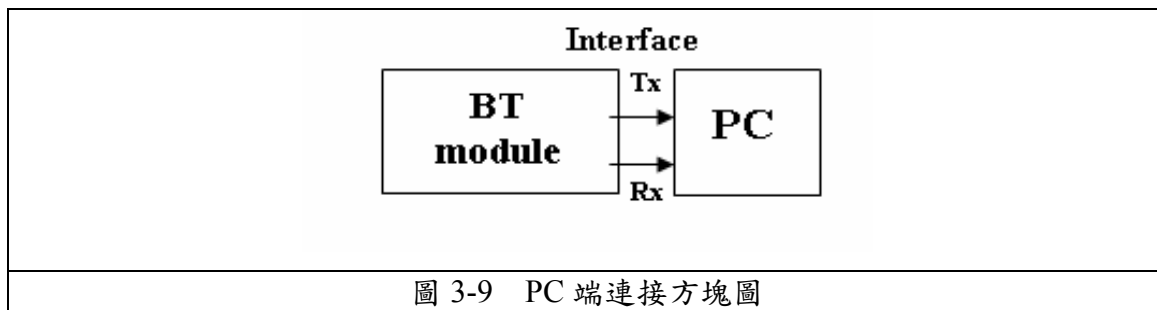 Interface
Tx
BT
module
PC
Rx
圖 3-9 PC 端連接方塊圖